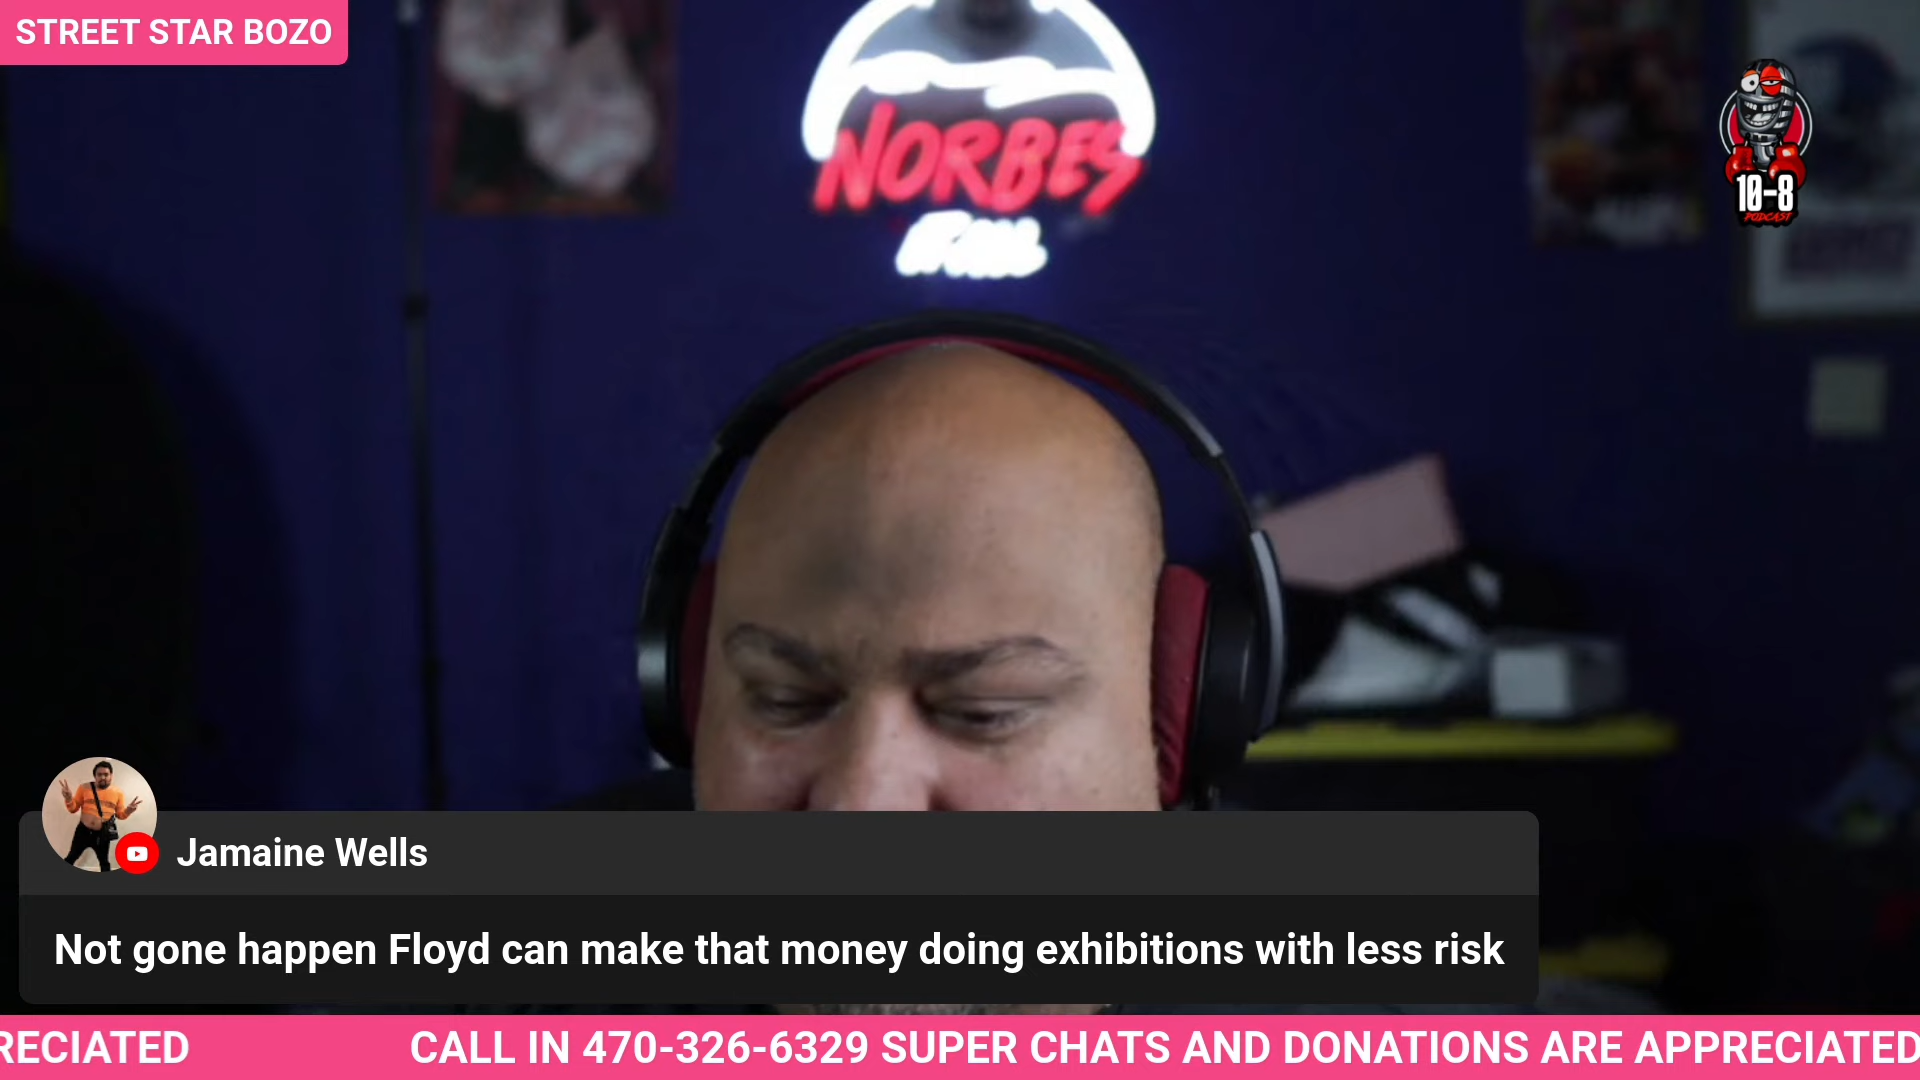 STREET STAR BOZO
NORBES
10-8
PODCAST
Jamaine Wells
Not gone happen Floyd can make that money doing exhibitions with less risk
RECIATED CALL IN 470-326-6329 SUPER CHATS AND DONATIONS ARE APPRECIATED